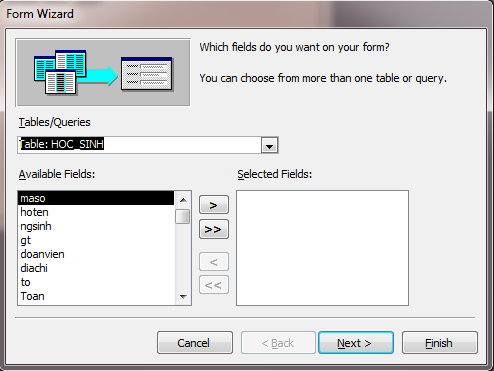 Form Wizard
Which fields do you want on your form?
You can choose from more than one table or query.
Tables/Queries
Table: HOC_SINH
Available Fields:
Selected Fields:
maso
hoten
ngsinh
gt
doanvien
diachi
to
Toan
>
>>
<
<<
Cancel
< Back
Next >
Finish